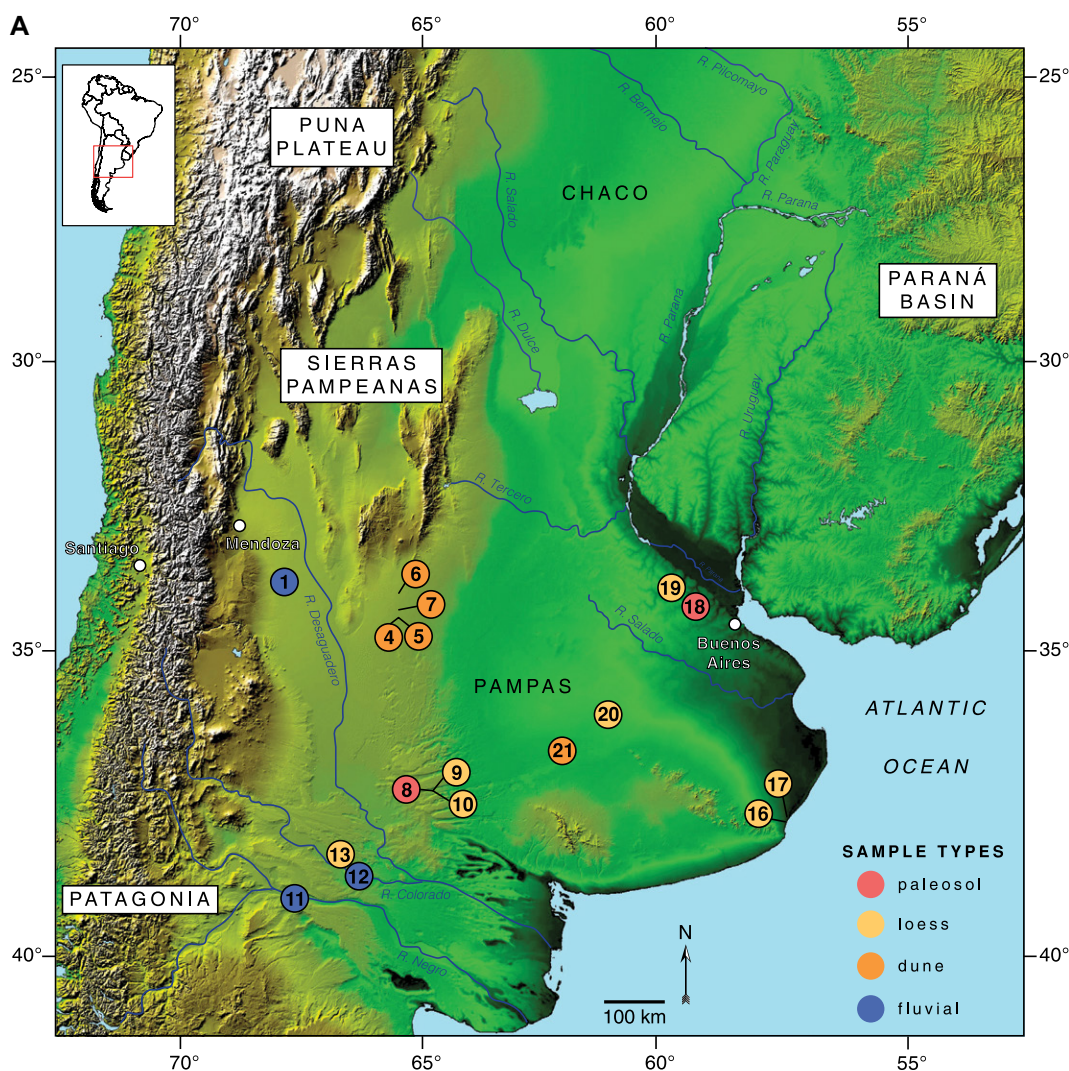 A
70°
65°
60°
55°
25°
25°
PUNA
PLATEAU
R. Pilcomayo
R. Bermejo
R. Paraguay
CHACO
R. Salado
R. Parana
PARANÁ
BASIN
R. Parana
R. Dulce
30°
30°
SIERRAS
PAMPEANAS
R. Uruguay
R. Tercero
Santiago
Mendoza
1
6
7
4
5
19
18
R. Desaguadero
R. Salado
Buenos
Aires
35°
35°
PAMPAS
ATLANTIC
OCEAN
20
21
9
8
10
17
16
13
12
11
SAMPLE TYPES
paleosol
loess
dune
fluvial
PATAGONIA
R. Colorado
R. Negro
N
100 km
40°
40°
70°
65°
60°
55°